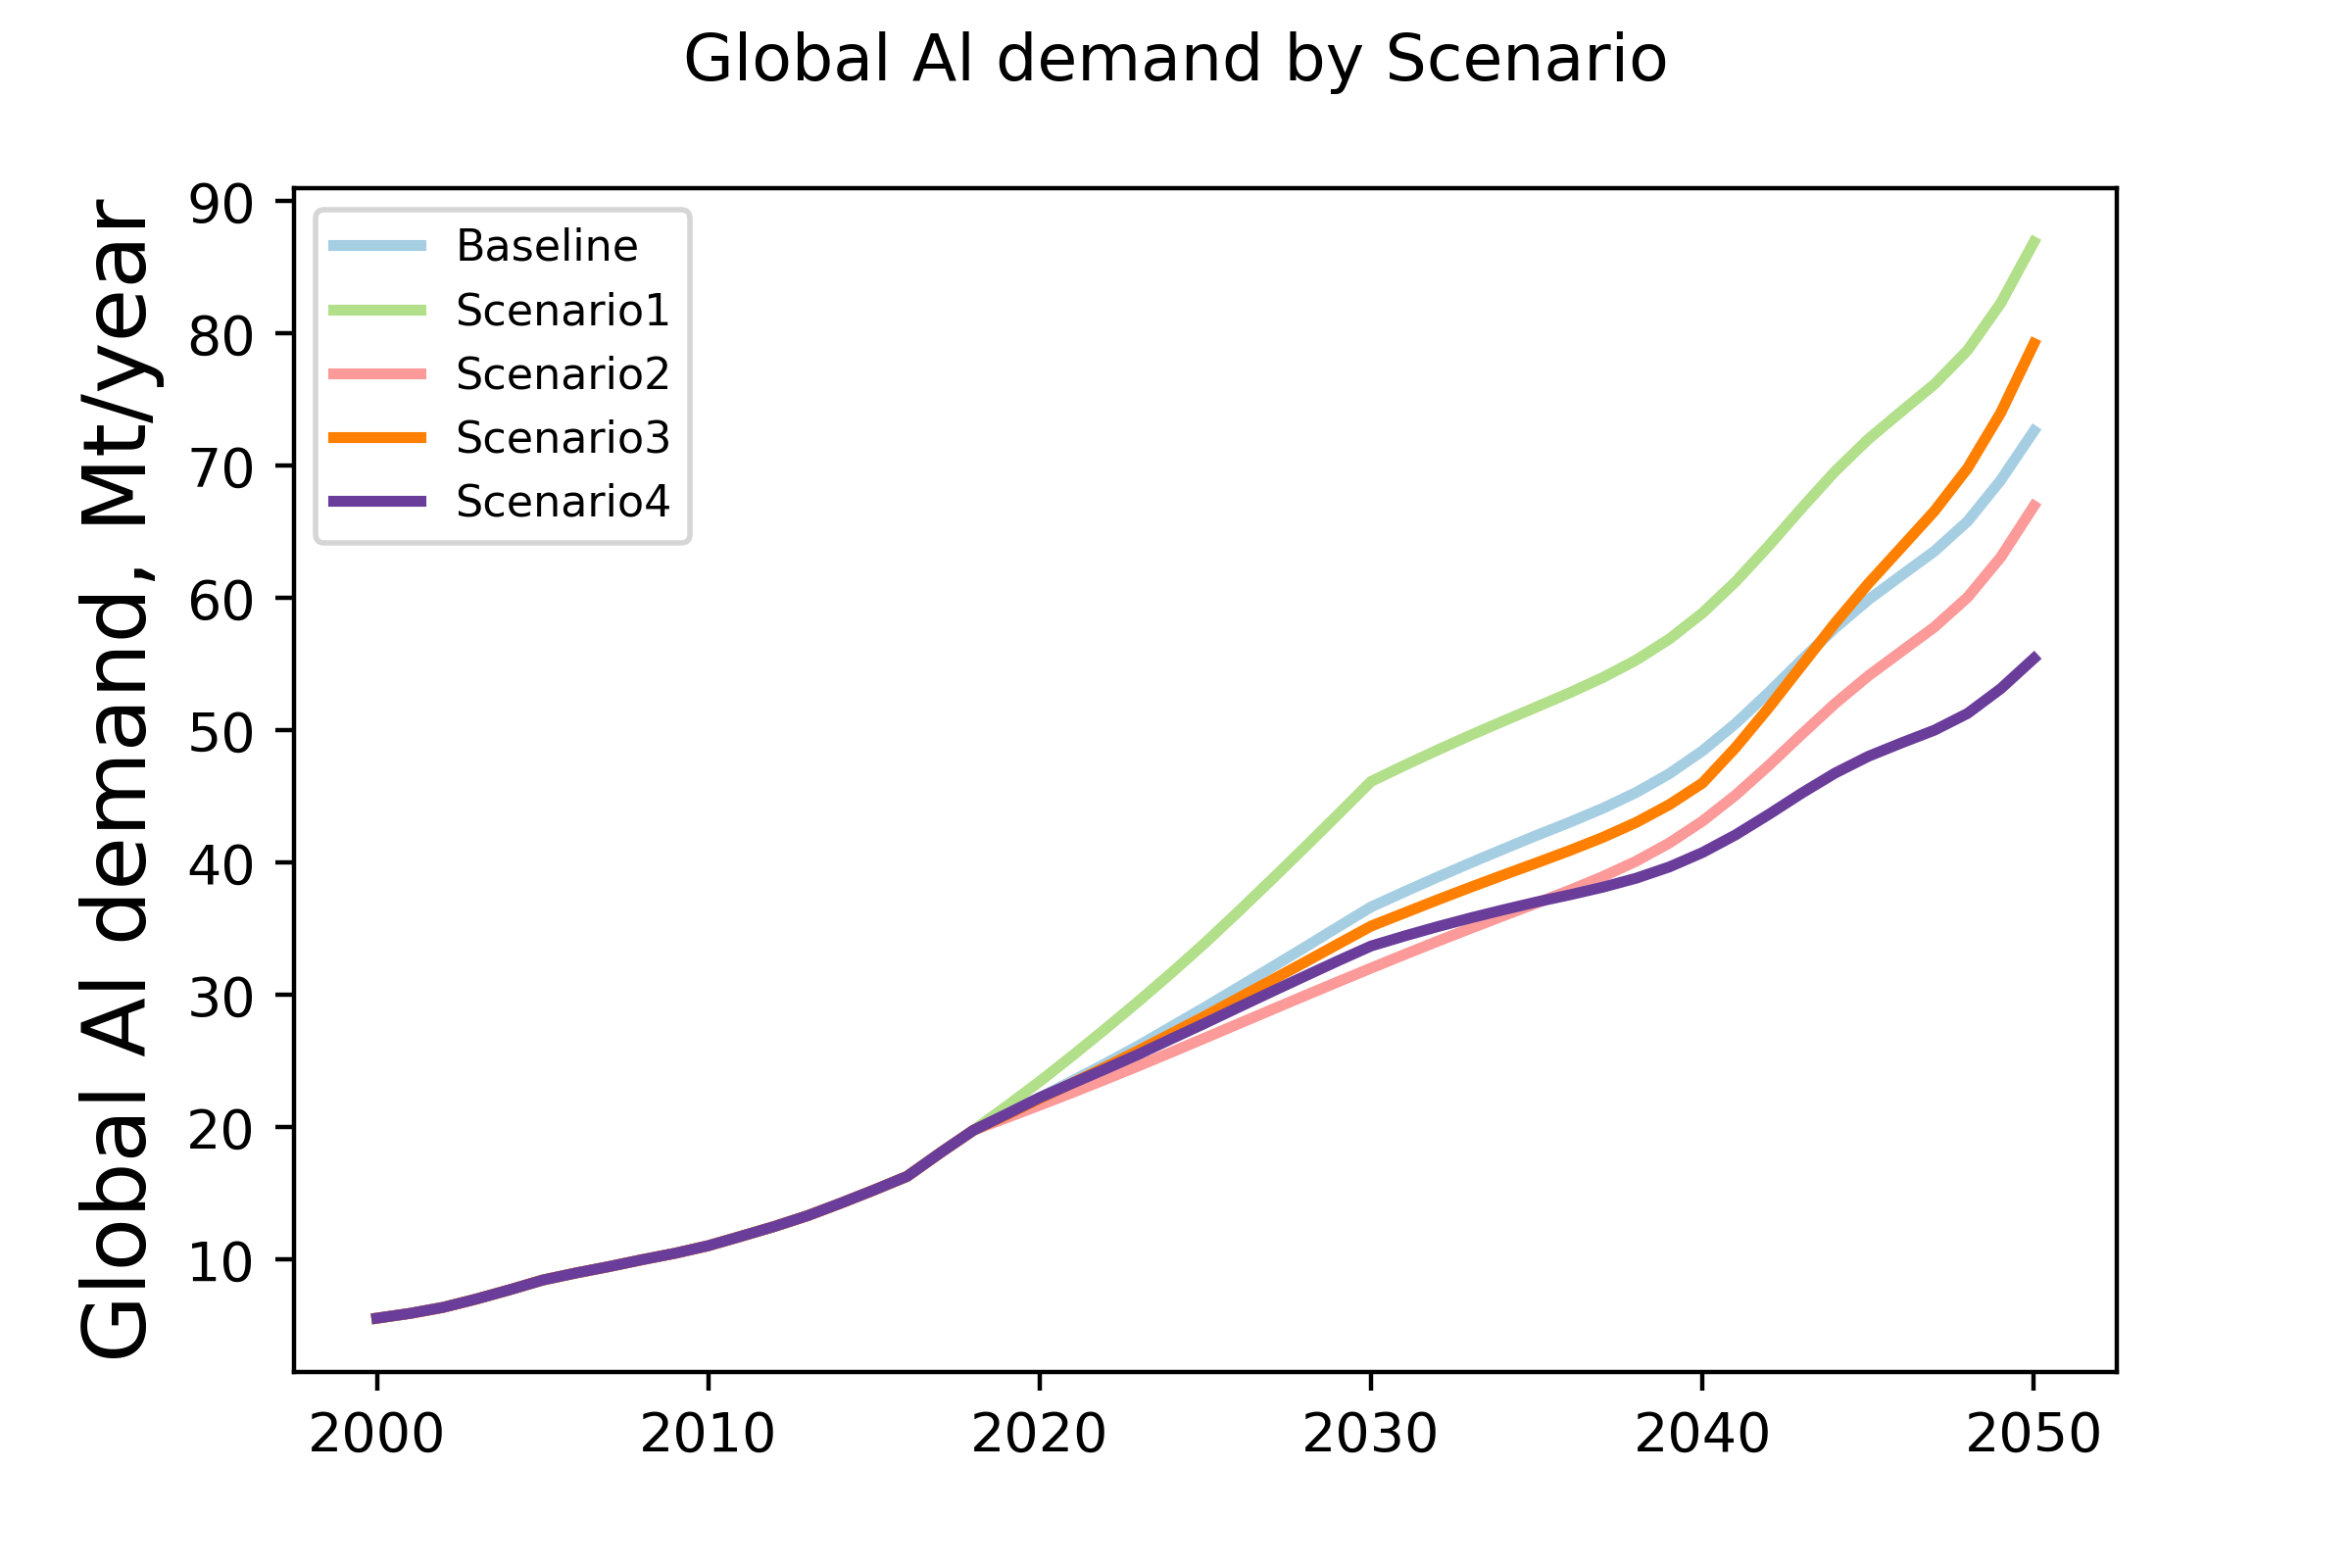 Global Al demand by Scenario
Global Al demand, Mt/year
90
80
70
60
50
40
30
20
10
Baseline
Scenario1
Scenario2
Scenario3
Scenario4
2000 2010 2020 2030 2040 2050